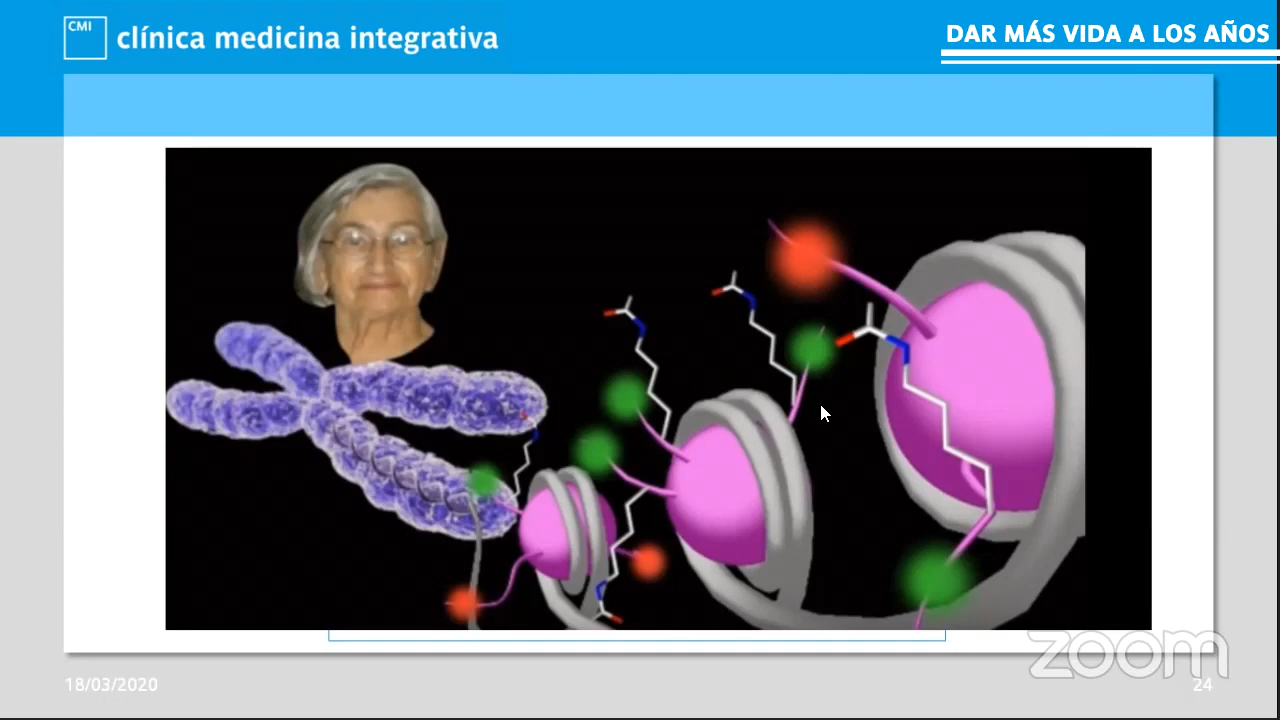 CMI
clínica medicina integrativa
DAR MÁS VIDA A LOS AÑOS
zoom
18/03/2020
24